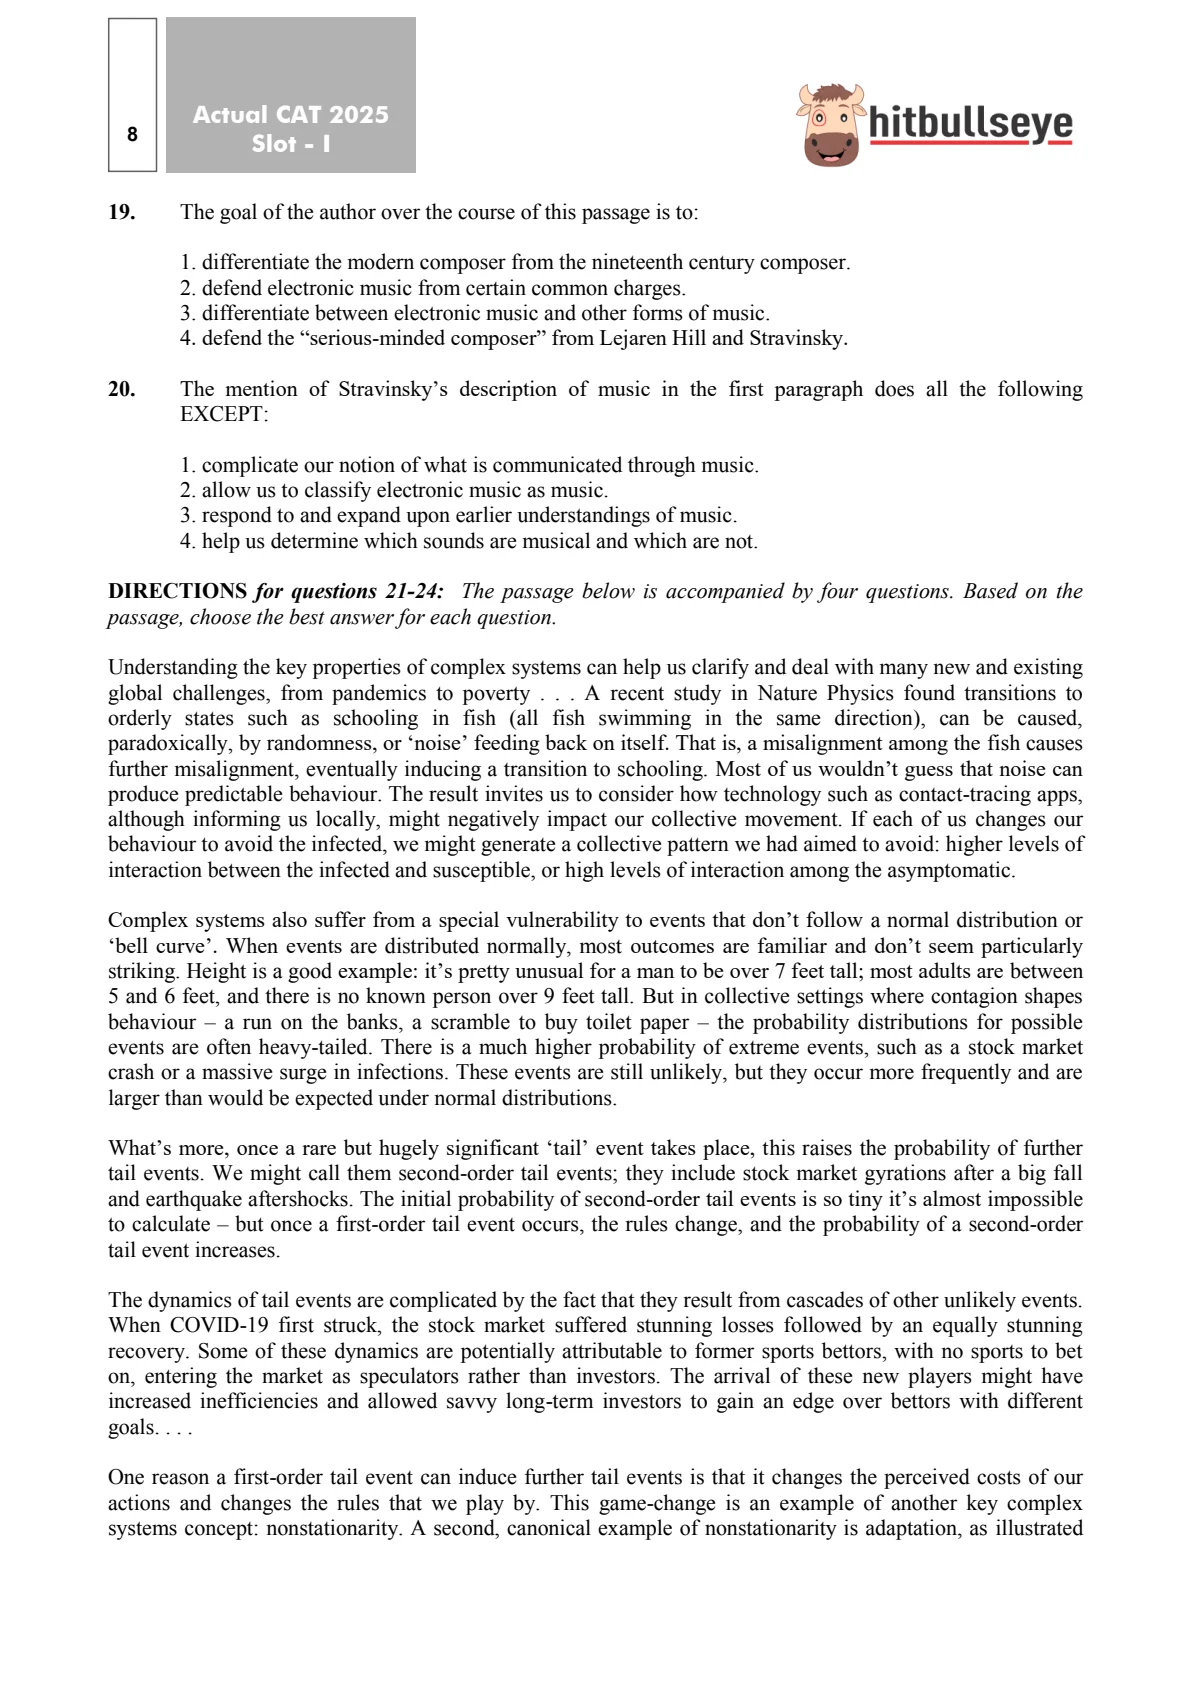 8
Actual CAT 2025
Slot - I
hitbullseye
19. The goal of the author over the course of this passage is to:
1. differentiate the modern composer from the nineteenth century composer.
2. defend electronic music from certain common charges.
3. differentiate between electronic music and other forms of music.
4. defend the “serious-minded composer” from Lejaren Hill and Stravinsky.
20. The mention of Stravinsky’s description of music in the first paragraph does all the following
EXCEPT:
1. complicate our notion of what is communicated through music.
2. allow us to classify electronic music as music.
3. respond to and expand upon earlier understandings of music.
4. help us determine which sounds are musical and which are not.
DIRECTIONS for questions 21-24: The passage below is accompanied by four questions. Based on the
passage, choose the best answer for each question.
Understanding the key properties of complex systems can help us clarify and deal with many new and existing
global challenges, from pandemics to poverty . . . A recent study in Nature Physics found transitions to
orderly states such as schooling in fish (all fish swimming in the same direction), can be caused,
paradoxically, by randomness, or ‘noise’ feeding back on itself. That is, a misalignment among the fish causes
further misalignment, eventually inducing a transition to schooling. Most of us wouldn’t guess that noise can
produce predictable behaviour. The result invites us to consider how technology such as contact-tracing apps,
although informing us locally, might negatively impact our collective movement. If each of us changes our
behaviour to avoid the infected, we might generate a collective pattern we had aimed to avoid: higher levels of
interaction between the infected and susceptible, or high levels of interaction among the asymptomatic.
Complex systems also suffer from a special vulnerability to events that don’t follow a normal distribution or
‘bell curve’. When events are distributed normally, most outcomes are familiar and don’t seem particularly
striking. Height is a good example: it’s pretty unusual for a man to be over 7 feet tall; most adults are between
5 and 6 feet, and there is no known person over 9 feet tall. But in collective settings where contagion shapes
behaviour – a run on the banks, a scramble to buy toilet paper – the probability distributions for possible
events are often heavy-tailed. There is a much higher probability of extreme events, such as a stock market
crash or a massive surge in infections. These events are still unlikely, but they occur more frequently and are
larger than would be expected under normal distributions.
What’s more, once a rare but hugely significant ‘tail’ event takes place, this raises the probability of further
tail events. We might call them second-order tail events; they include stock market gyrations after a big fall
and earthquake aftershocks. The initial probability of second-order tail events is so tiny it’s almost impossible
to calculate – but once a first-order tail event occurs, the rules change, and the probability of a second-order
tail event increases.
The dynamics of tail events are complicated by the fact that they result from cascades of other unlikely events.
When COVID-19 first struck, the stock market suffered stunning losses followed by an equally stunning
recovery. Some of these dynamics are potentially attributable to former sports bettors, with no sports to bet
on, entering the market as speculators rather than investors. The arrival of these new players might have
increased inefficiencies and allowed savvy long-term investors to gain an edge over bettors with different
goals. . . .
One reason a first-order tail event can induce further tail events is that it changes the perceived costs of our
actions and changes the rules that we play by. This game-change is an example of another key complex
systems concept: nonstationarity. A second, canonical example of nonstationarity is adaptation, as illustrated